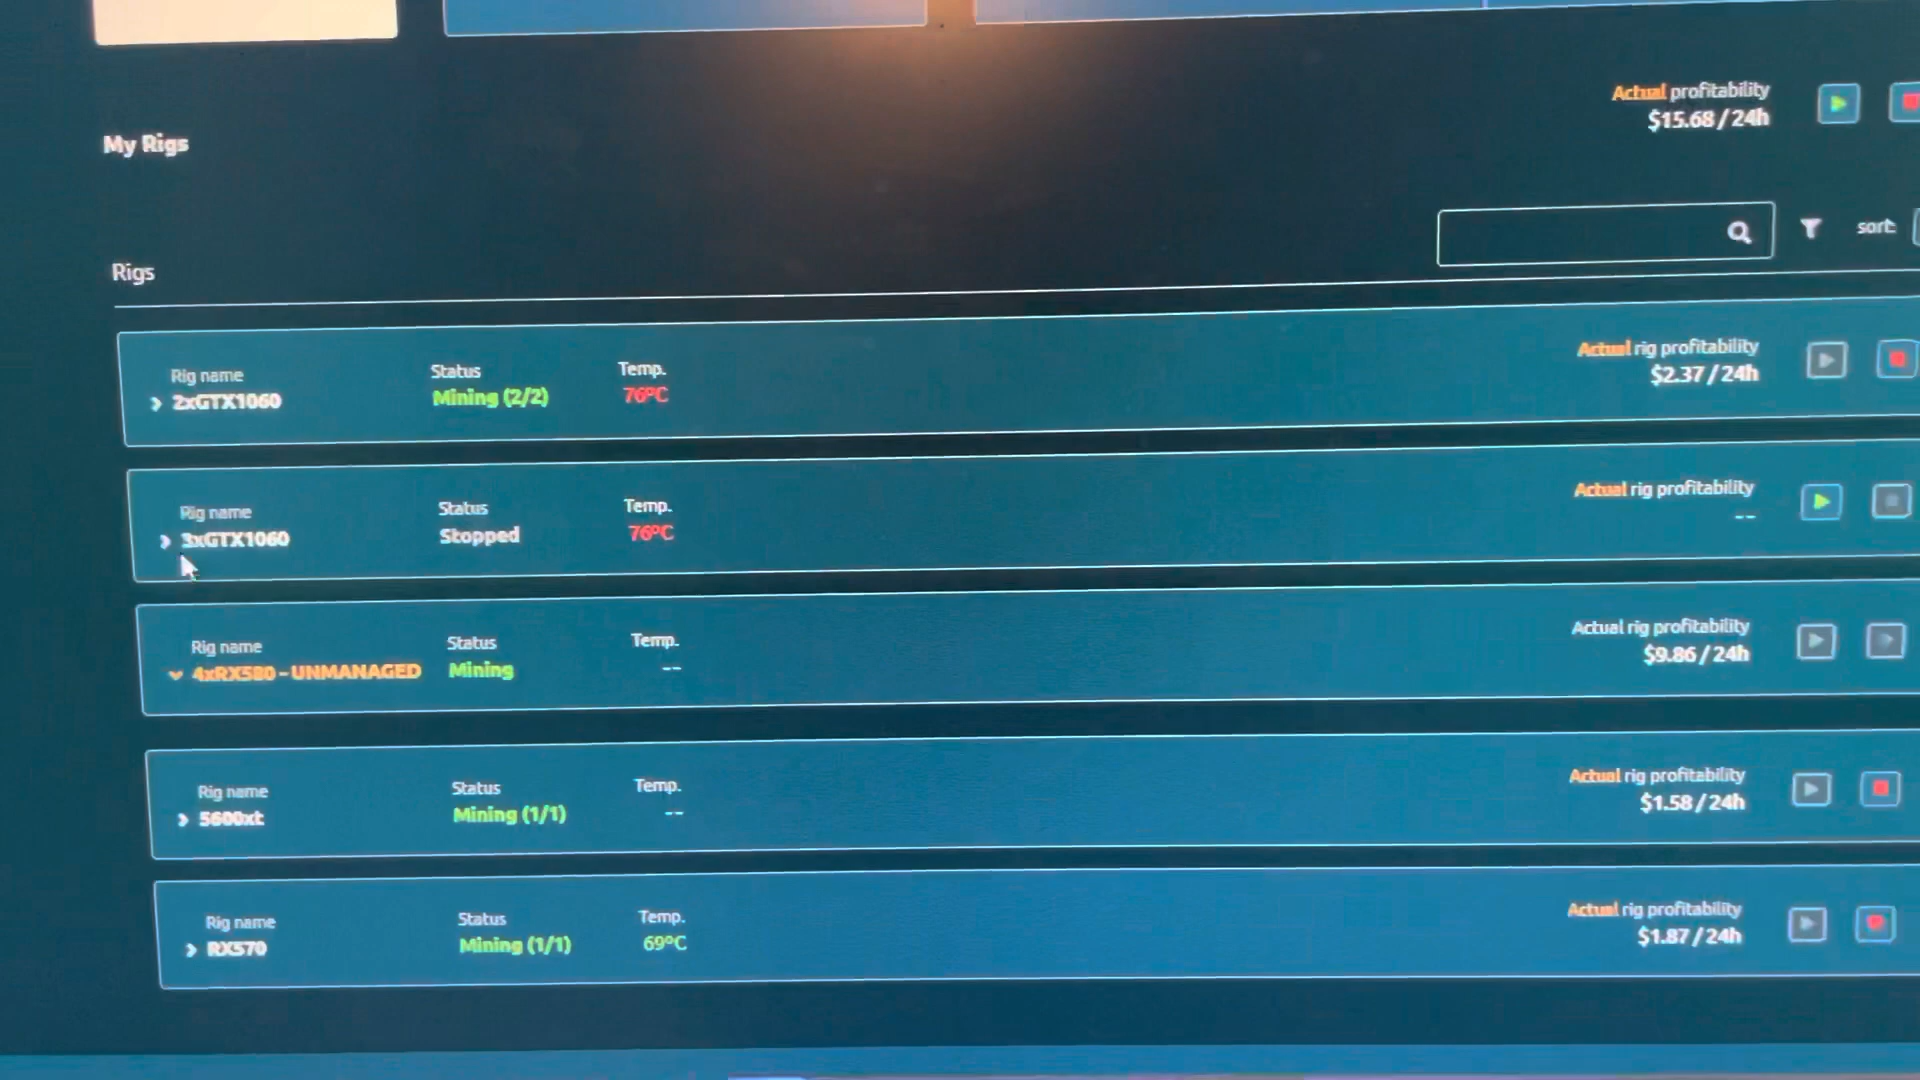 Actual profitability
$15.68 / 24h
My Rigs
sort:
Rigs
Rig name
2xGTX1060
Status
Mining (2/2)
Temp.
76ºC
Actual rig profitability
$2.37 / 24h
Rig name
3xGTX1060
Status
Stopped
Temp.
76ºC
Actual rig profitability
--
Rig name
4xRX580 - UNMANAGED
Status
Mining
Temp.
--
Actual rig profitability
$9.86 / 24h
Rig name
5600xt
Status
Mining (1/1)
Temp.
--
Actual rig profitability
$1.58 / 24h
Rig name
RX570
Status
Mining (1/1)
Temp.
69ºC
Actual rig profitability
$1.87 / 24h